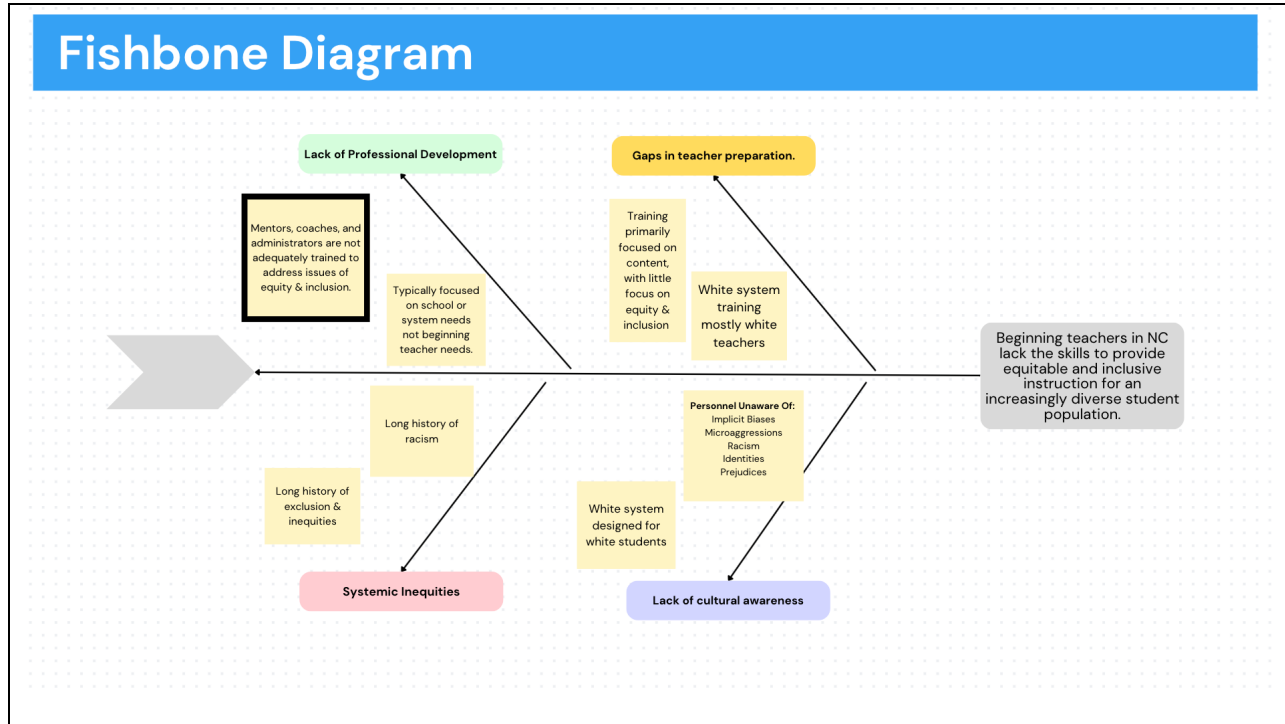 Fishbone Diagram
Lack of Professional Development
Gaps in teacher preparation.
Mentors, coaches, and
administrators are not
adequately trained to
address issues of
equity & inclusion.
Typically focused
on school or
system needs
not beginning
teacher needs.
Training
primarily
focused on
content,
with little
focus on
equity &
inclusion
White system
training
mostly white
teachers
Beginning teachers in NC
lack the skills to provide
equitable and inclusive
instruction for an
increasingly diverse student
population.
Long history of
racism
Long history of
exclusion &
inequities
Personnel Unaware Of:
Implicit Biases
Microaggressions
Racism
Identities
Prejudices
White system
designed for
white students
Systemic Inequities
Lack of cultural awareness